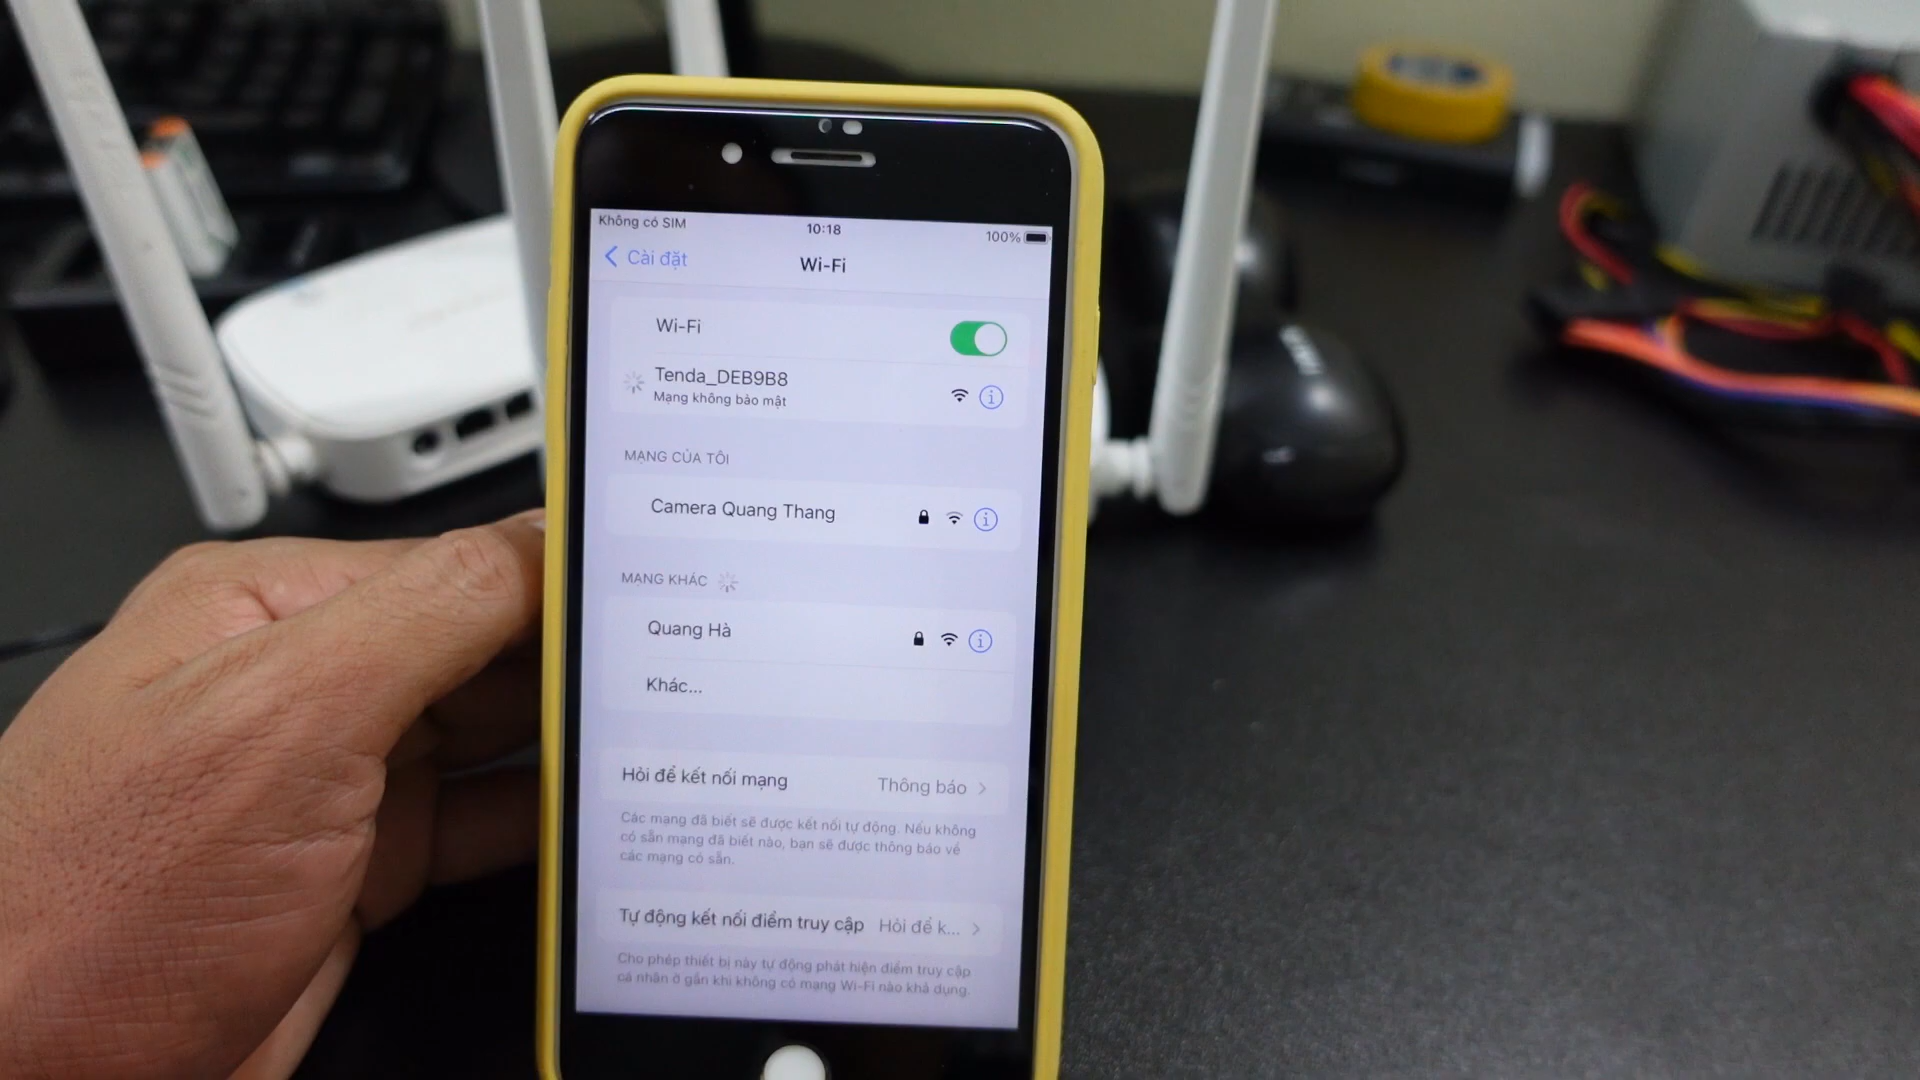 Không có SIM 10:18 100%
Cài đặt Wi-Fi
Wi-Fi
Tenda_DEB9B8
Mạng không bảo mật
MẠNG CỦA TÔI
Camera Quang Thang
MẠNG KHÁC
Quang Hà
Khác...
Hỏi để kết nối mạng Thông báo
Các mạng đã biết sẽ được kết nối tự động. Nếu không
có sẵn mạng đã biết nào, bạn sẽ được thông báo về
các mạng có sẵn.
Tự động kết nối điểm truy cập Hỏi để k...
Cho phép thiết bị này tự động phát hiện điểm truy cập
cá nhân ở gần khi không có mạng Wi-Fi nào khả dụng.